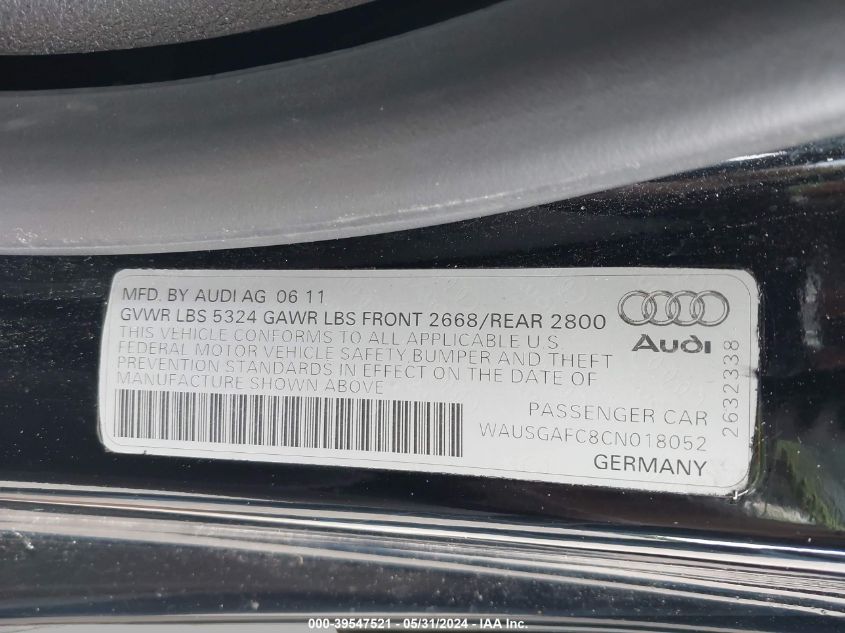 MFD. BY AUDI AG 06 11
GVWR LBS 5324 GAWR LBS FRONT 2668/REAR 2800
THIS VEHICLE CONFORMS TO ALL APPLICABLE U.S.
FEDERAL MOTOR VEHICLE SAFETY BUMPER AND THEFT
PREVENTION STANDARDS IN EFFECT ON THE DATE OF
MANUFACTURE SHOWN ABOVE
Audi
2632338
PASSENGER CAR
WAUSGAFC8CN018052
GERMANY
000-39547521 - 05/31/2024 - IAA Inc.